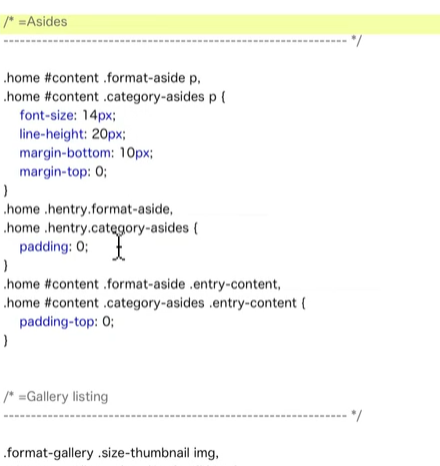 /* =Asides
-------------------------------------------------------------- */
.home #content .format-aside p,
.home #content .category-asides p {
font-size: 14px;
line-height: 20px;
margin-bottom: 10px;
margin-top: 0;
}
.home .hentry.format-aside,
.home .hentry.category-asides {
padding: 0;
}
.home #content .format-aside .entry-content,
.home #content .category-asides .entry-content {
padding-top: 0;
}
/* =Gallery listing
-------------------------------------------------------------- */
.format-gallery .size-thumbnail img,